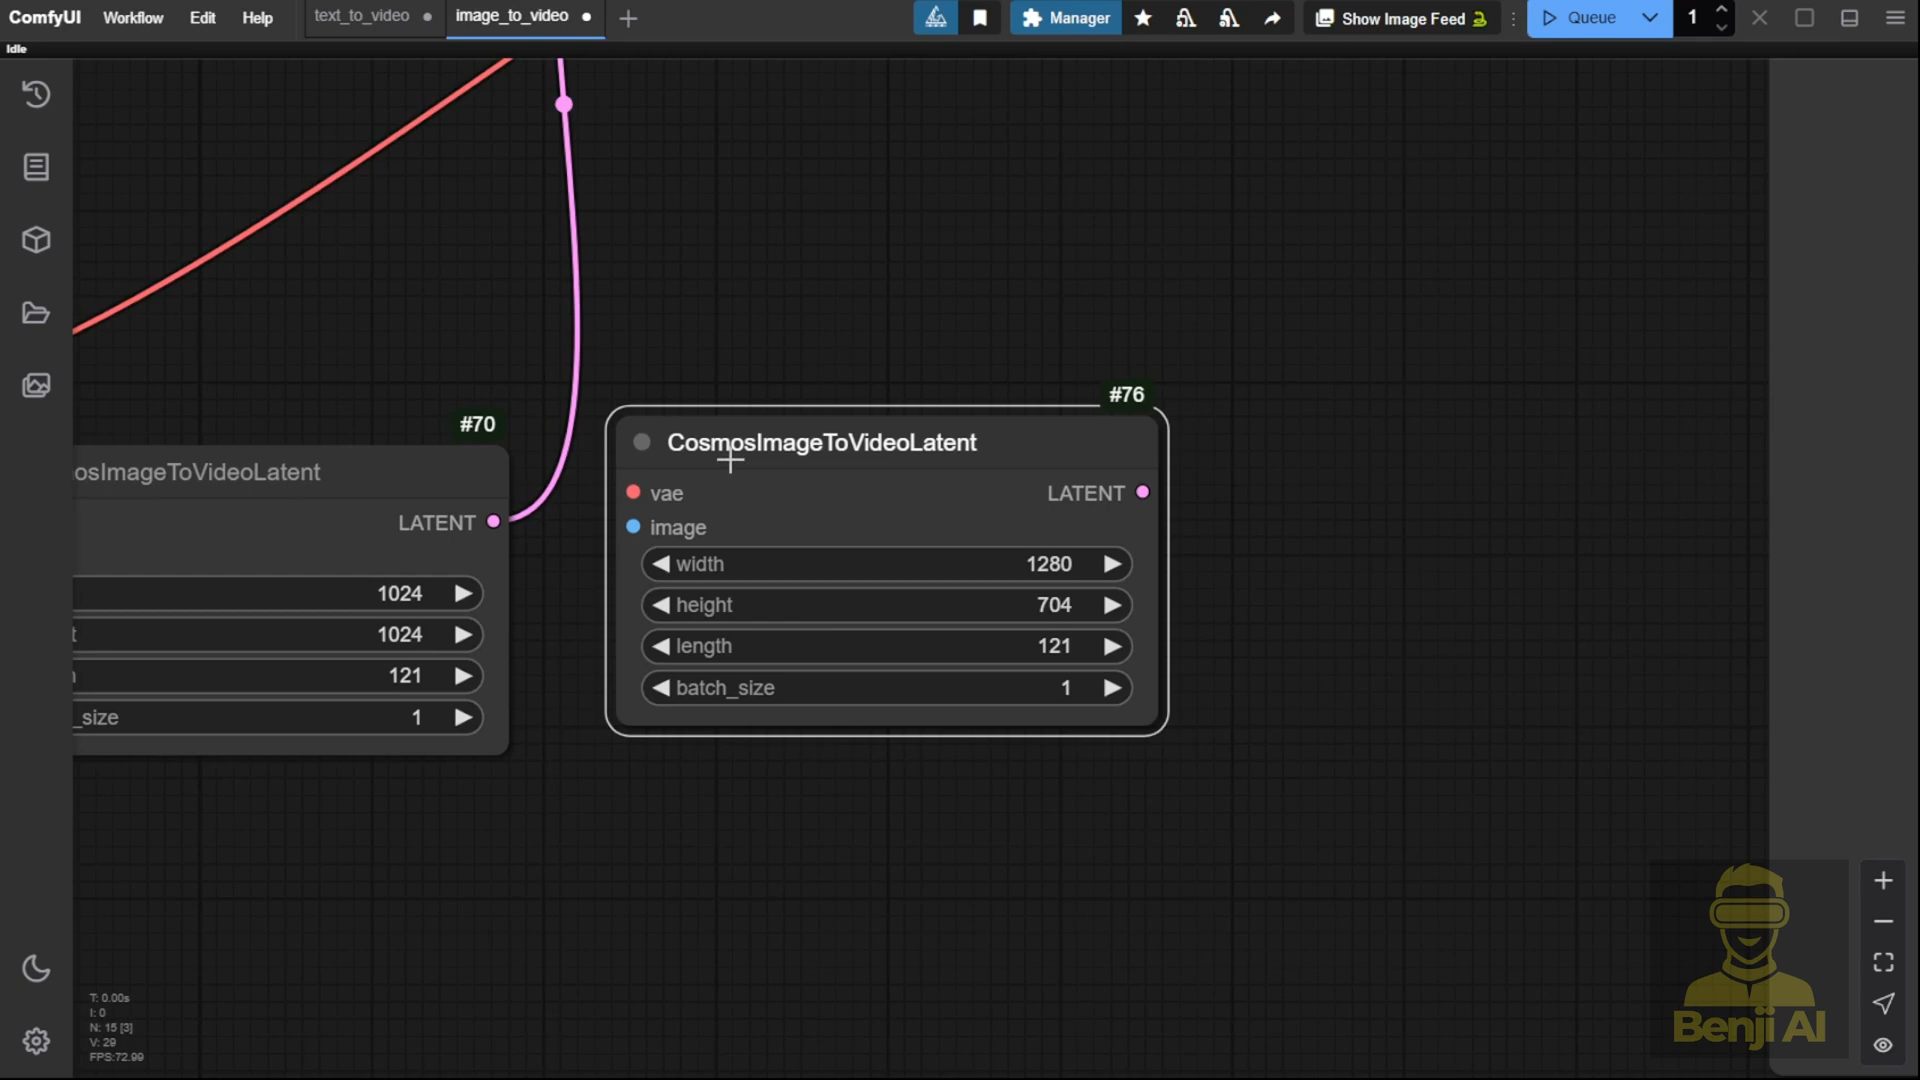 ComfyUI Workflow Edit Help text_to_video image_to_video Manager Show Image Feed Queue 1
Idle
#76
#70
CosmosImageToVideoLatent
osImageToVideoLatent
vae LATENT
LATENT
image
width 1280
1024
height 704
t 1024
length 121
121
batch_size 1
_size 1
T: 0.00s
I: 0
N: 15 [3]
V: 29
FPS:72.99
Benji AI